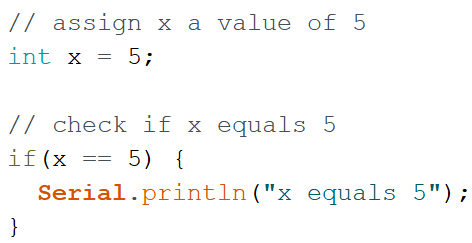 // assign x a value of 5
int x = 5;

// check if x equals 5
if(x == 5) {
  Serial.println("x equals 5");
}